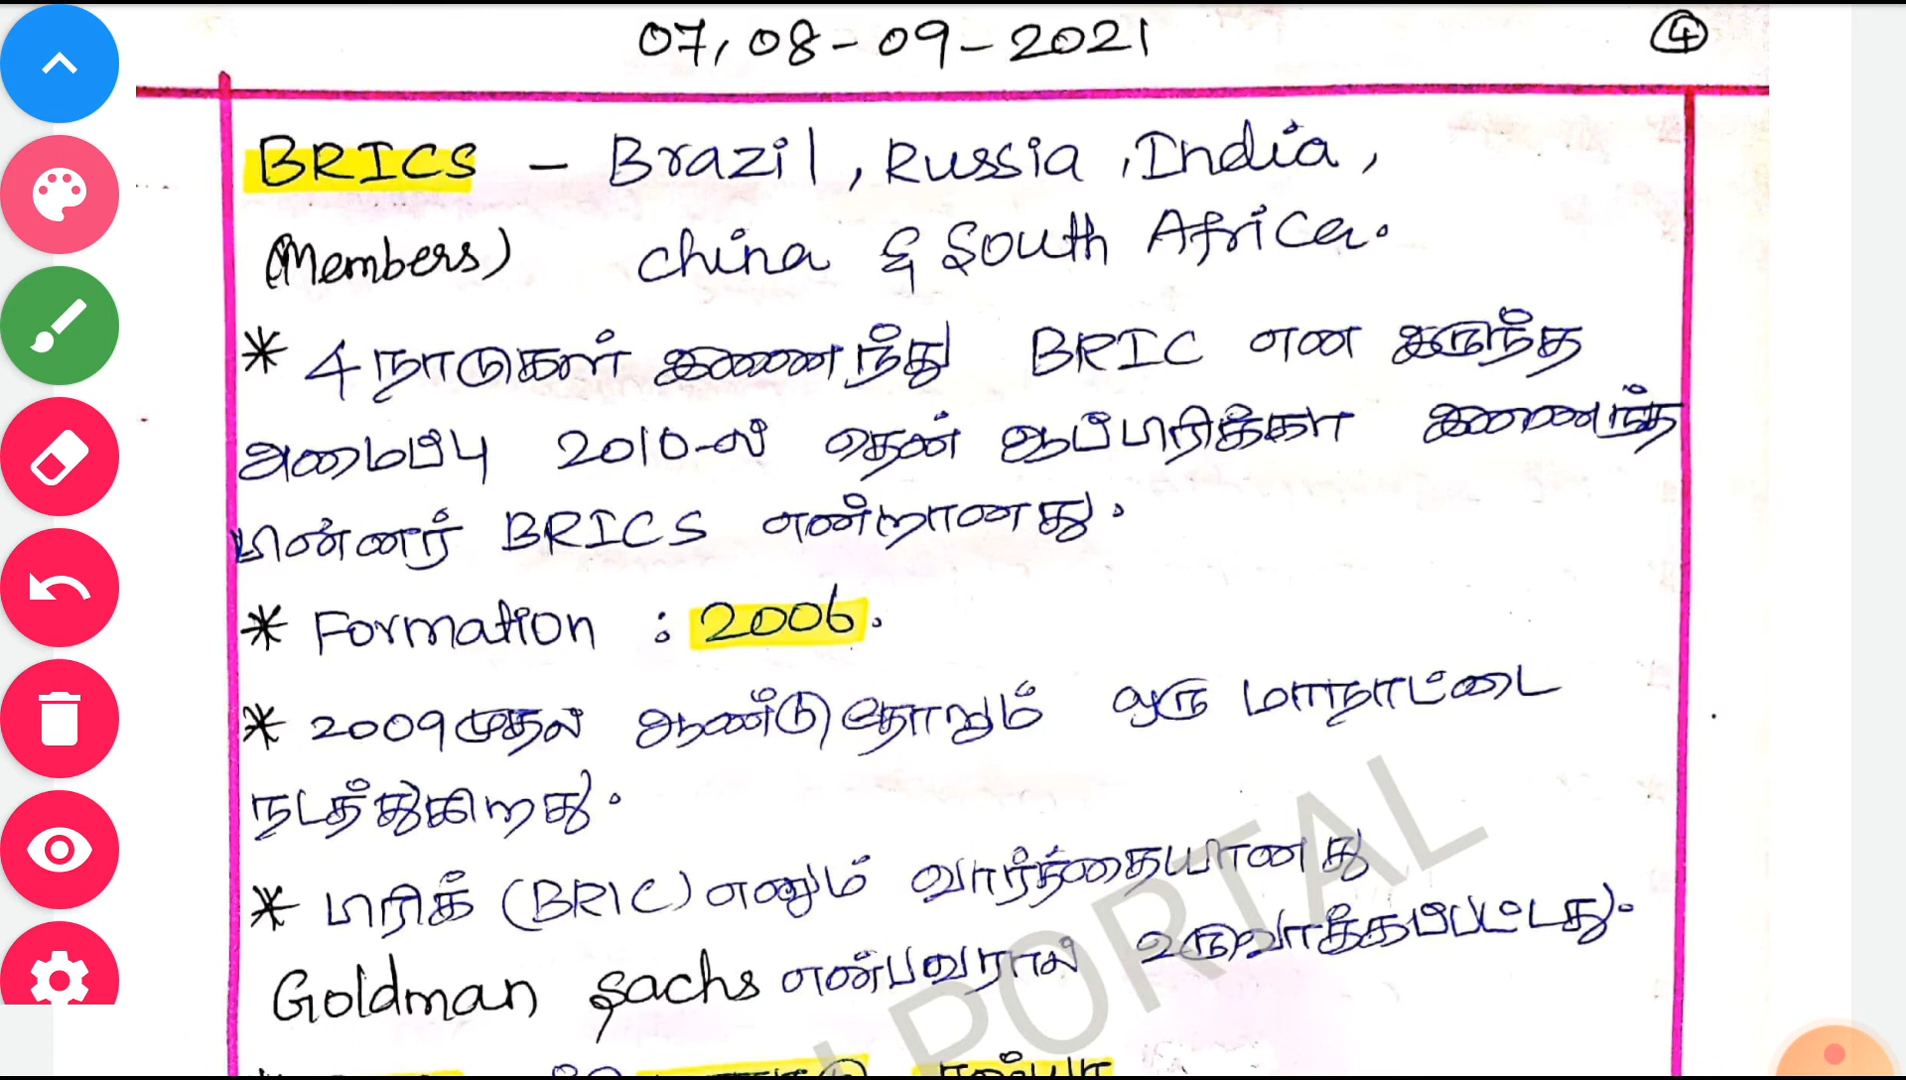 07, 08-09-2021 ④
BRICS - Brazil, Russia, India,
(Members) china & South Africa.
* 4 நாடுகள் இணைந்து BRIC என இருந்த
அமைப்பு 2010-ல் தென் ஆப்பிரிக்கா இணைந்த
பின்னர் BRICS என்றானது.
* Formation : 2006.
* 2009 முதல் ஆண்டுதோறும் ஒரு மாநாட்டை
நடத்துகிறது.
* பிரிக் (BRIC) எனும் வார்த்தையானது
Goldman Sachs என்பவரால் உருவாக்கப்பட்டது.
PORTAL